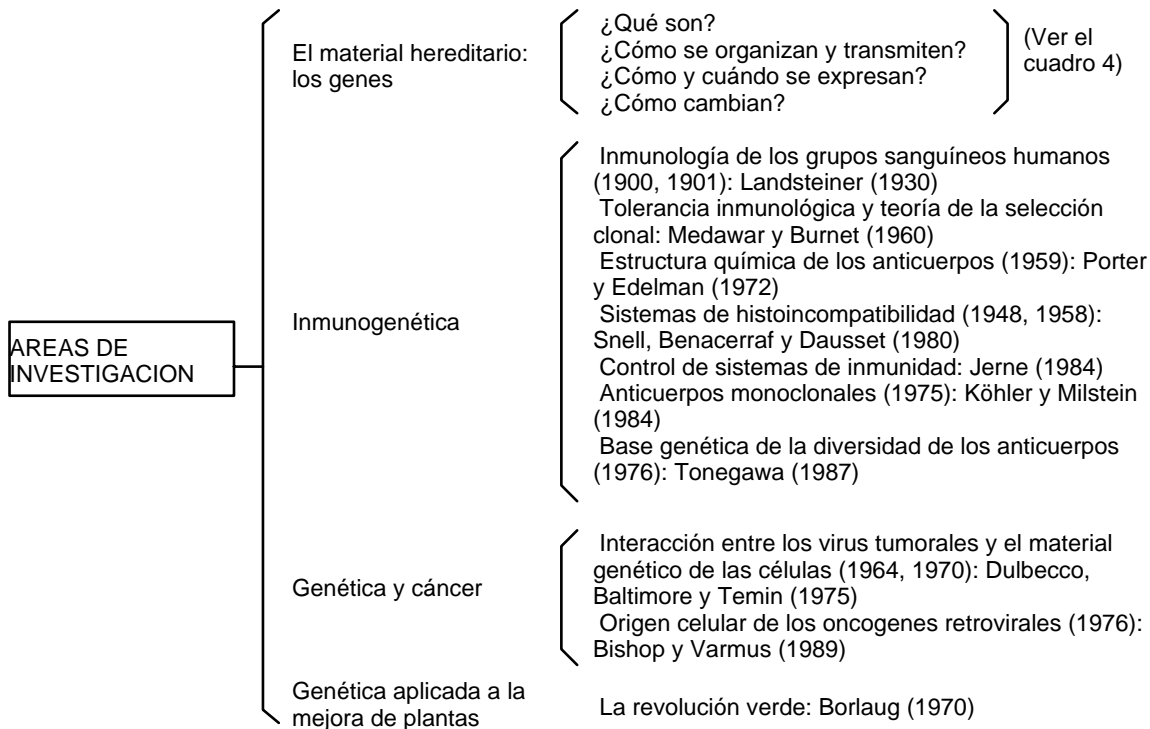 AREAS DE
INVESTIGACION
El material hereditario:
los genes
¿Qué son?
¿Cómo se organizan y transmiten?
¿Cómo y cuándo se expresan?
¿Cómo cambian?
(Ver el
cuadro 4)
Inmunogenética
Inmunología de los grupos sanguíneos humanos
(1900, 1901): Landsteiner (1930)
Tolerancia inmunológica y teoría de la selección
clonal: Medawar y Burnet (1960)
Estructura química de los anticuerpos (1959): Porter
y Edelman (1972)
Sistemas de histoincompatibilidad (1948, 1958):
Snell, Benacerraf y Dausset (1980)
Control de sistemas de inmunidad: Jerne (1984)
Anticuerpos monoclonales (1975): Köhler y Milstein
(1984)
Base genética de la diversidad de los anticuerpos
(1976): Tonegawa (1987)
Genética y cáncer
Interacción entre los virus tumorales y el material
genético de las células (1964, 1970): Dulbecco,
Baltimore y Temin (1975)
Origen celular de los oncogenes retrovirales (1976):
Bishop y Varmus (1989)
Genética aplicada a la
mejora de plantas
La revolución verde: Borlaug (1970)